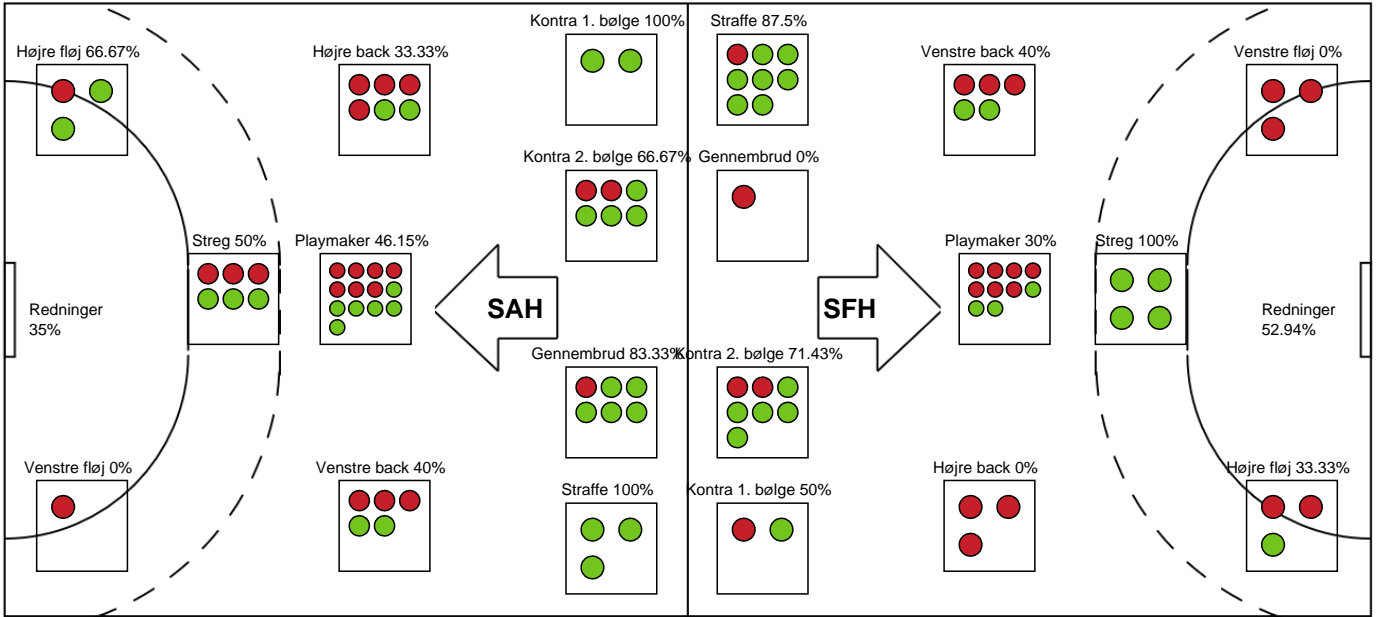 Kontra 1. bølge 100%
Straffe 87.5%
Højre fløj 66.67%
Højre back 33.33%
Venstre back 40%
Venstre fløj 0%
Kontra 2. bølge 66.67%
Gennembrud 0%
Streg 50%
Playmaker 46.15%
Playmaker 30%
Streg 100%
Redninger
35%
SAH
SFH
Redninger
52.94%
Gennembrud 83.33%
Kontra 2. bølge 71.43%
Venstre fløj 0%
Venstre back 40%
Straffe 100%
Kontra 1. bølge 50%
Højre back 0%
Højre fløj 33.33%